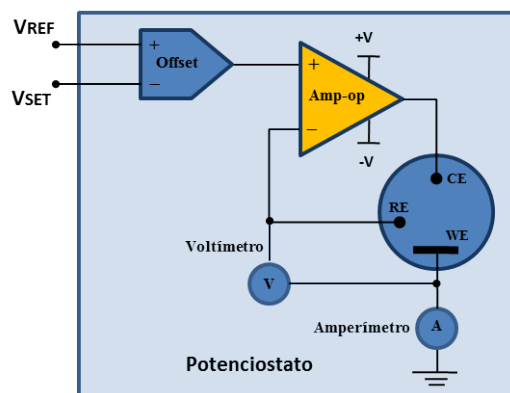 VREF
VSET
+
−
Offset
+V
+
Amp-op
−
-V
CE
RE
WE
Voltímetro
V
Amperímetro
A
Potenciostato